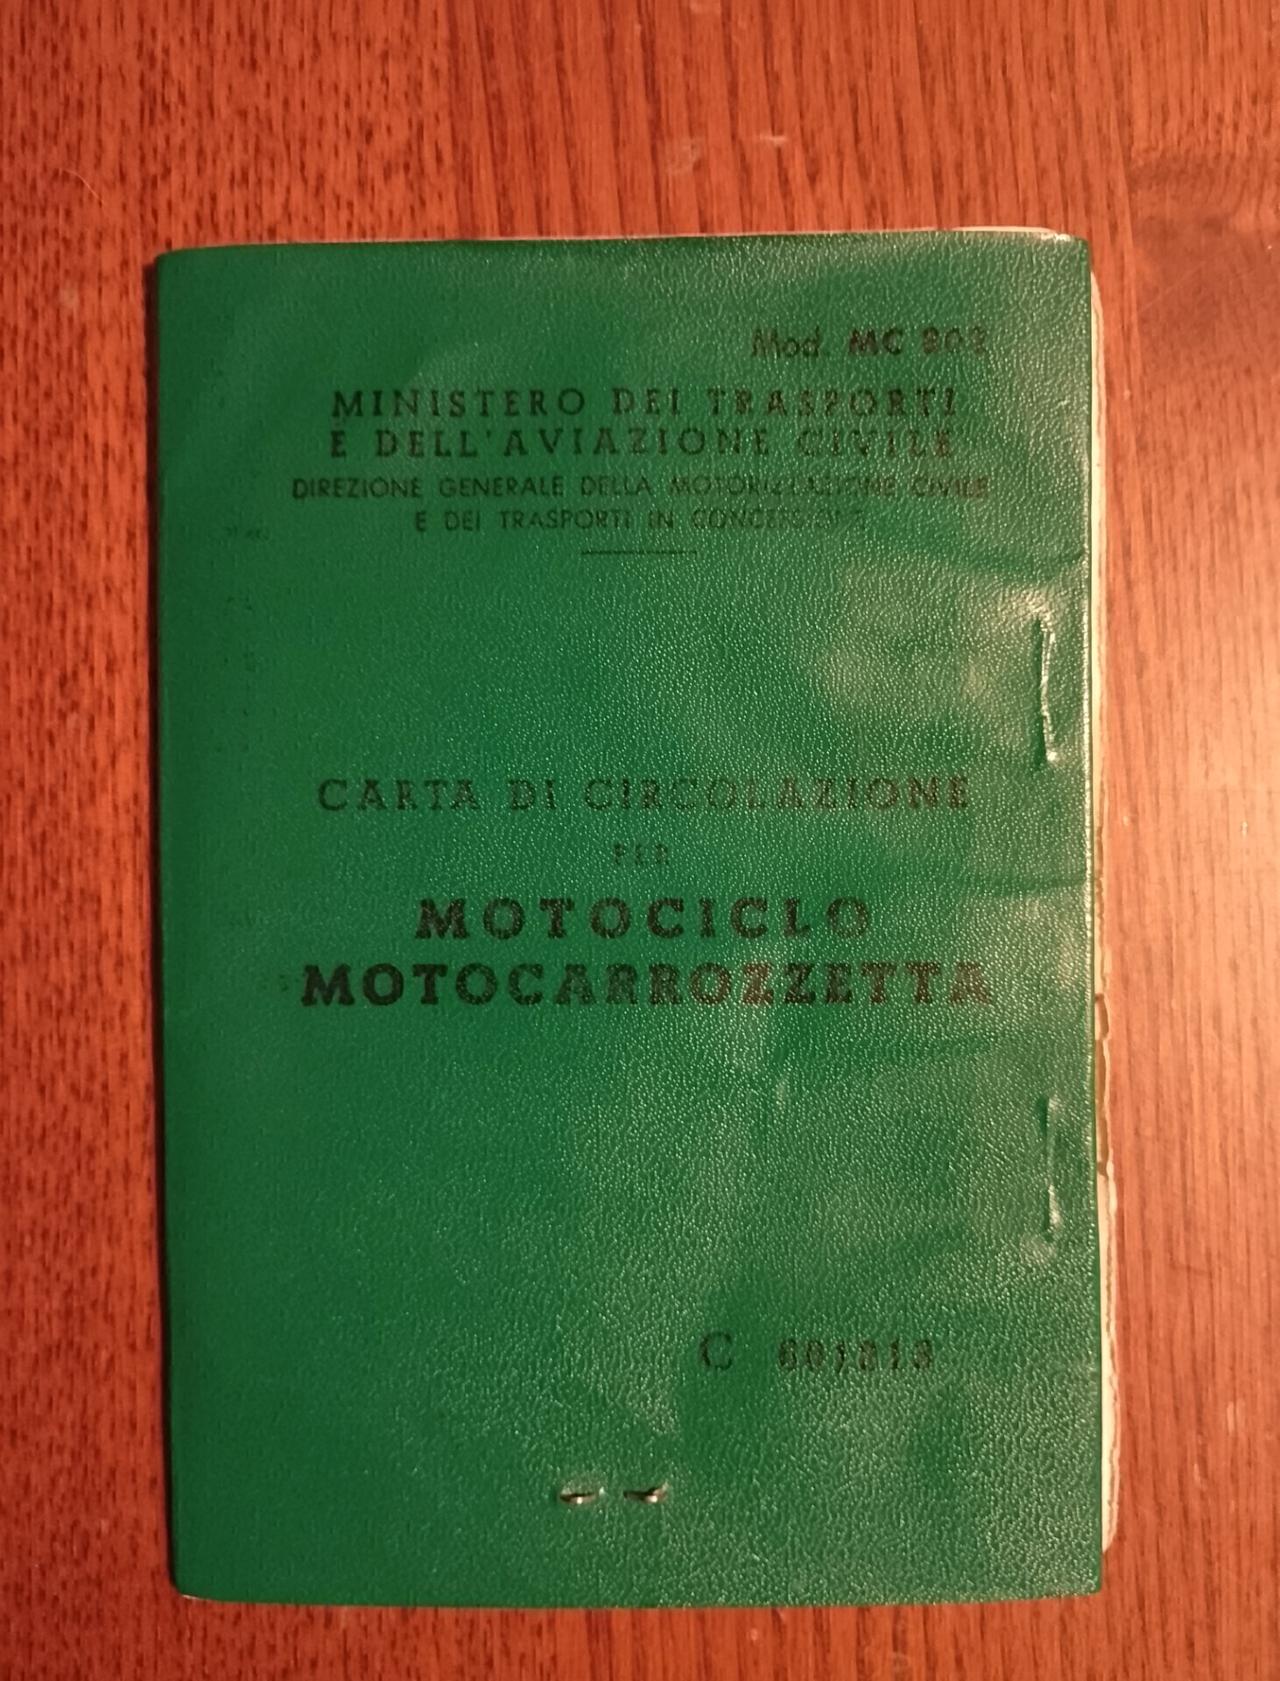 Mod. MC 802
MINISTERO DEI TRASPORTI
E DELL'AVIAZIONE CIVILE
DIREZIONE GENERALE DELLA MOTORIZZAZIONE CIVILE
E DEI TRASPORTI IN CONCESSIONE
CARTA DI CIRCOLAZIONE
PER
MOTOCICLO
MOTOCARROZZETTA
C